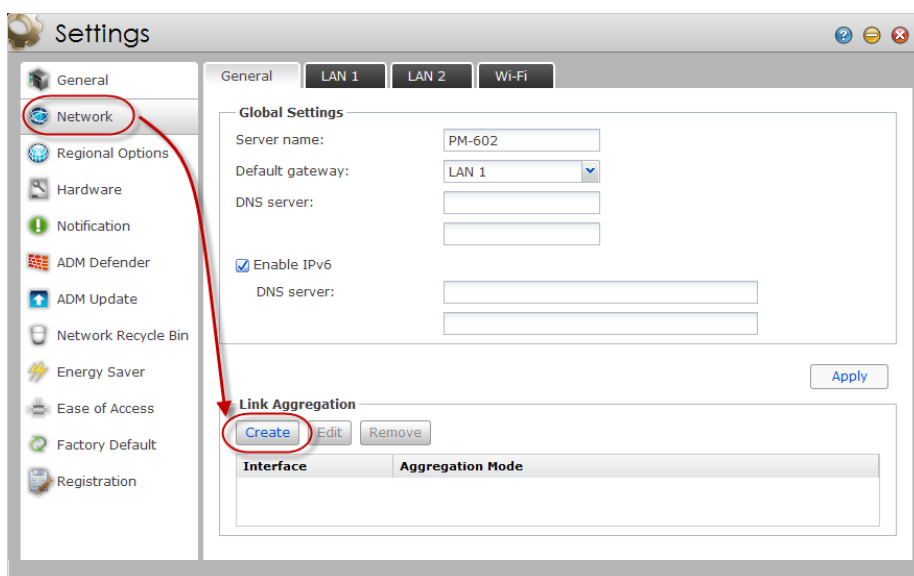 Settings
General
Network
Regional Options
Hardware
Notification
ADM Defender
ADM Update
Network Recycle Bin
Energy Saver
Ease of Access
Factory Default
Registration
General LAN 1 LAN 2 Wi-Fi
Global Settings
Server name: PM-602
Default gateway: LAN 1
DNS server:
Enable IPv6
DNS server:
Apply
Link Aggregation
Create Edit Remove
Interface Aggregation Mode